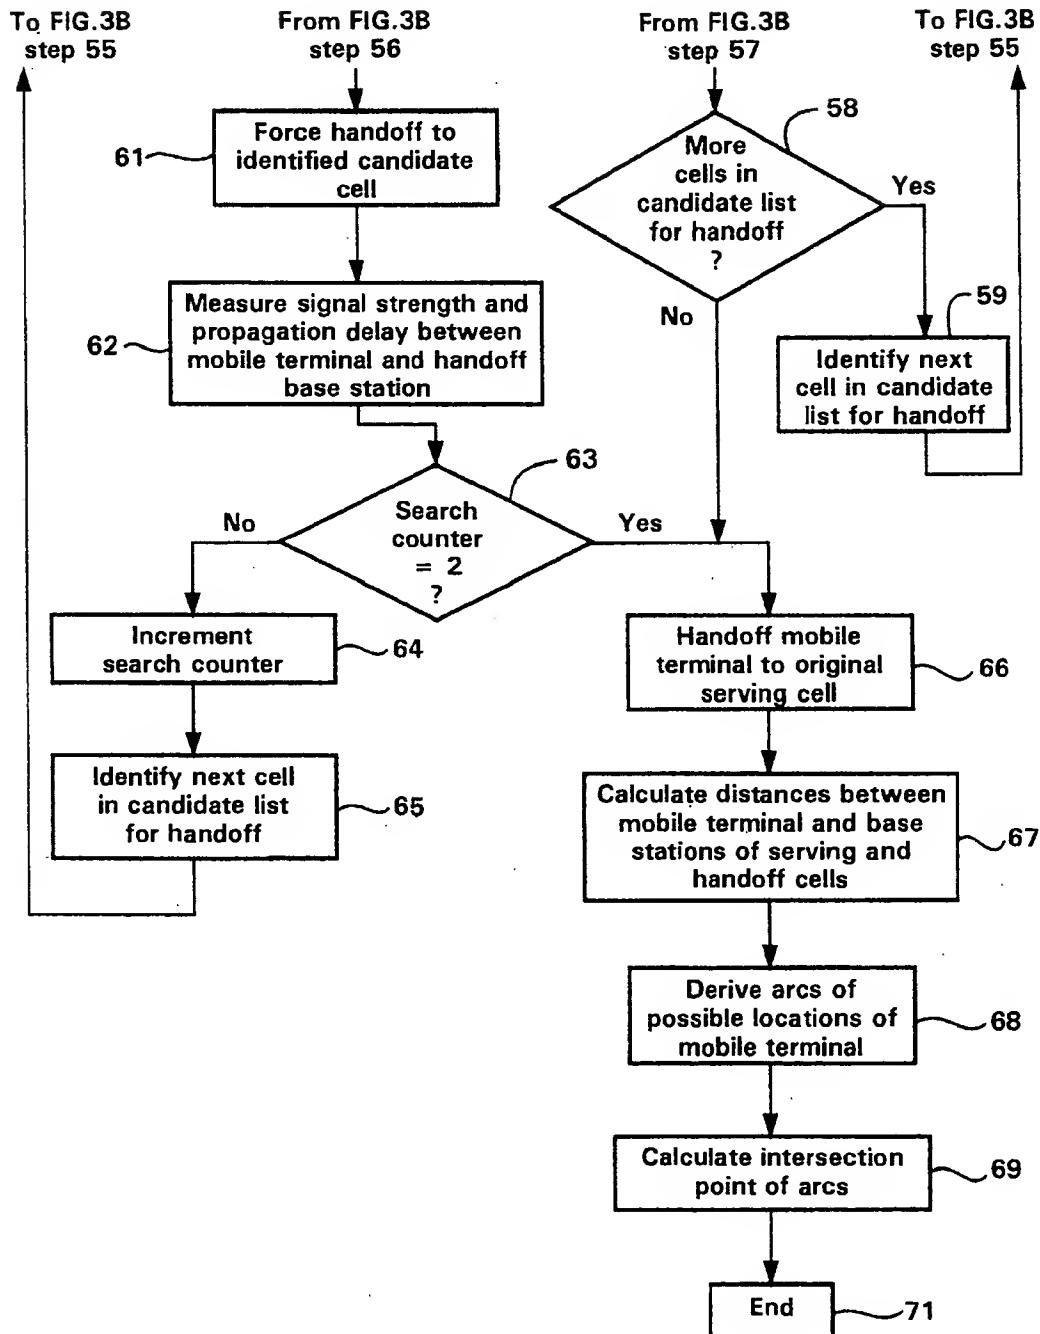 To FIG.3B
step 55
From FIG.3B
step 56
From FIG.3B
step 57
To FIG.3B
step 55
Force handoff to
identified candidate
cell
61
More
cells in
candidate list
for handoff
?
58
Yes
No
Measure signal strength and
propagation delay between
mobile terminal and handoff
base station
62
59
Identify next
cell in candidate
list for handoff
Search
counter
= 2
?
63
No
Yes
Increment
search counter
64
Handoff mobile
terminal to original
serving cell
66
Identify next cell
in candidate list
for handoff
65
Calculate distances between
mobile terminal and base
stations of serving and
handoff cells
67
Derive arcs of
possible locations of
mobile terminal
68
Calculate intersection
point of arcs
69
End
71